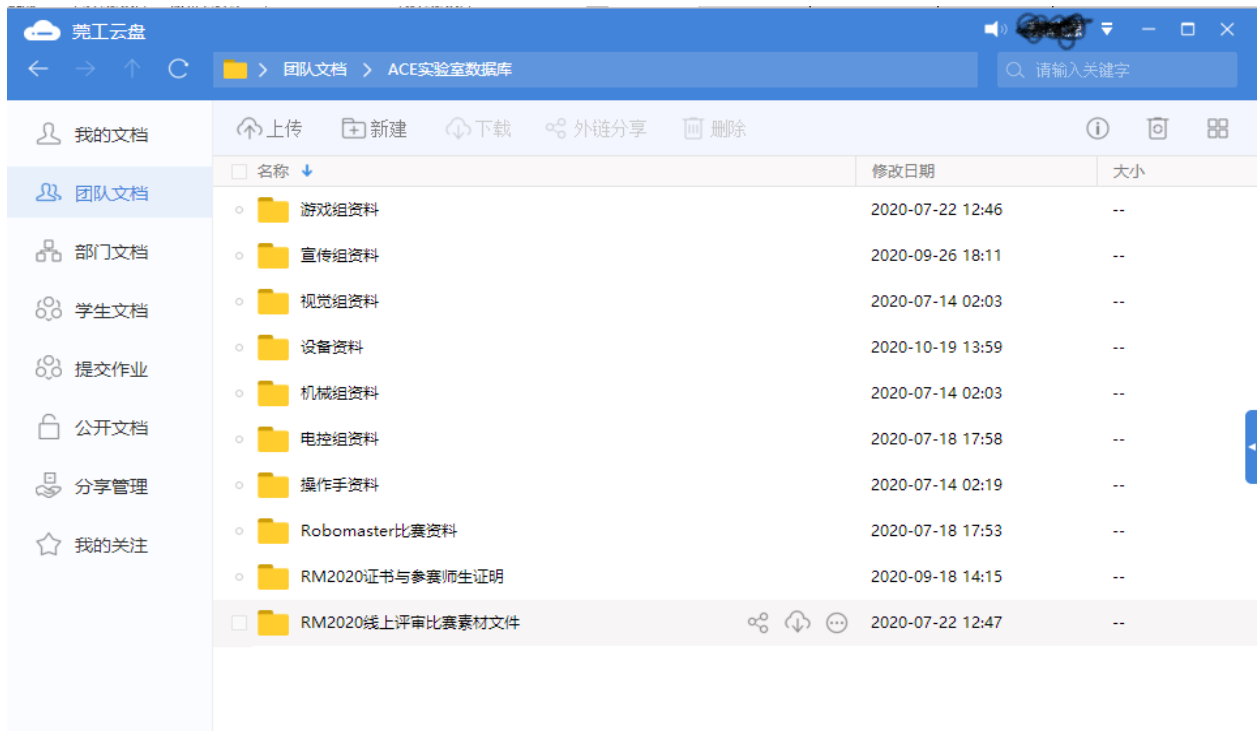 莞工云盘
团队文档 > ACE实验室数据库
请输入关键字
我的文档
团队文档
部门文档
学生文档
提交作业
公开文档
分享管理
我的关注
上传 新建 下载 外链分享 删除
名称 修改日期 大小
游戏组资料 2020-07-22 12:46 --
宣传组资料 2020-09-26 18:11 --
视觉组资料 2020-07-14 02:03 --
设备资料 2020-10-19 13:59 --
机械组资料 2020-07-14 02:03 --
电控组资料 2020-07-18 17:58 --
操作手资料 2020-07-14 02:19 --
Robomaster比赛资料 2020-07-18 17:53 --
RM2020证书与参赛师生证明 2020-09-18 14:15 --
RM2020线上评审比赛素材文件 2020-07-22 12:47 --